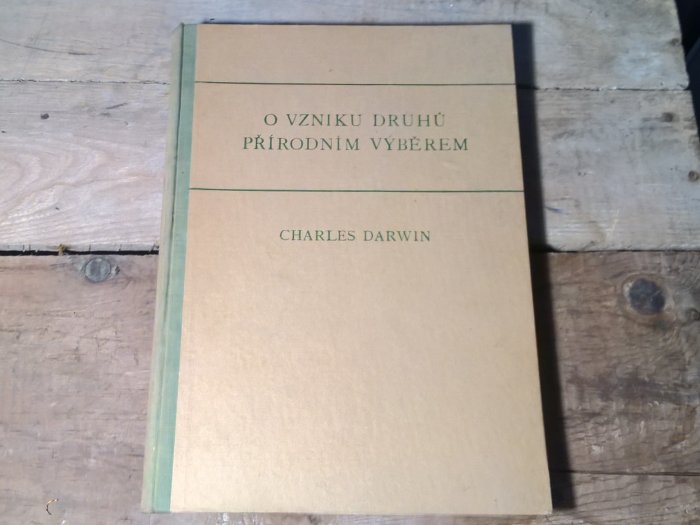 O VZNIKU DRUHŮ
PŘÍRODNÍM VÝBĚREM
CHARLES DARWIN